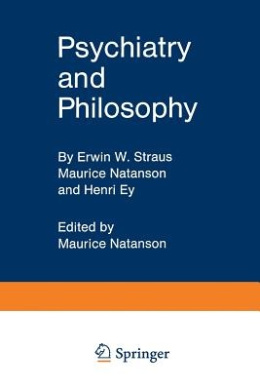 Psychiatry
and
Philosophy
By Erwin W. Straus
Maurice Natanson
and Henri Ey
Edited by
Maurice Natanson
Springer